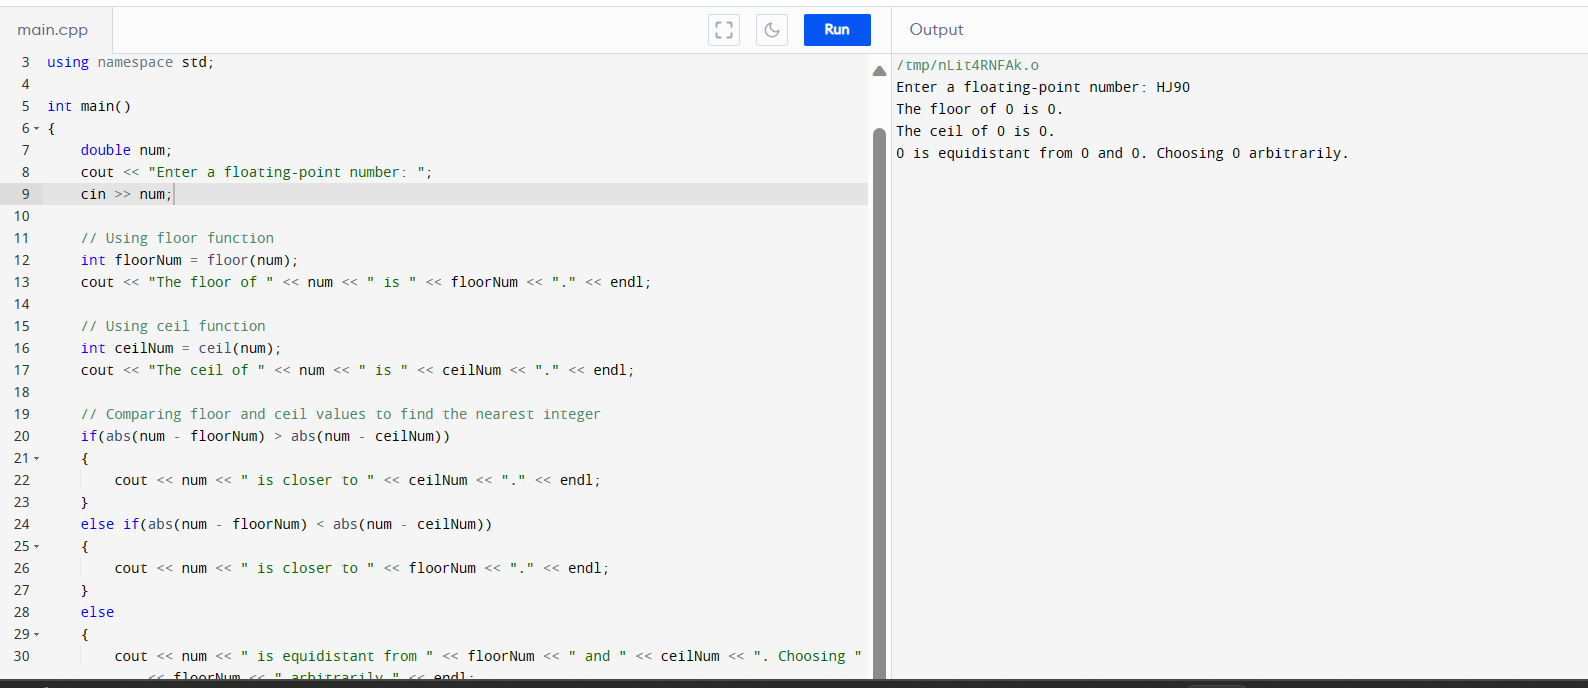 main.cpp
Run
Output
3 using namespace std;
4
5 int main()
6 {
7     double num;
8     cout << "Enter a floating-point number: ";
9     cin >> num;
10
11     // Using floor function
12     int floorNum = floor(num);
13     cout << "The floor of " << num << " is " << floorNum << "." << endl;
14
15     // Using ceil function
16     int ceilNum = ceil(num);
17     cout << "The ceil of " << num << " is " << ceilNum << "." << endl;
18
19     // Comparing floor and ceil values to find the nearest integer
20     if(abs(num - floorNum) > abs(num - ceilNum))
21     {
22         cout << num << " is closer to " << ceilNum << "." << endl;
23     }
24     else if(abs(num - floorNum) < abs(num - ceilNum))
25     {
26         cout << num << " is closer to " << floorNum << "." << endl;
27     }
28     else
29     {
30         cout << num << " is equidistant from " << floorNum << " and " << ceilNum << ". Choosing "
<< floorNum << " arbitrarily." << endl;
/tmp/nLit4RNFAk.o
Enter a floating-point number: HJ90
The floor of 0 is 0.
The ceil of 0 is 0.
0 is equidistant from 0 and 0. Choosing 0 arbitrarily.